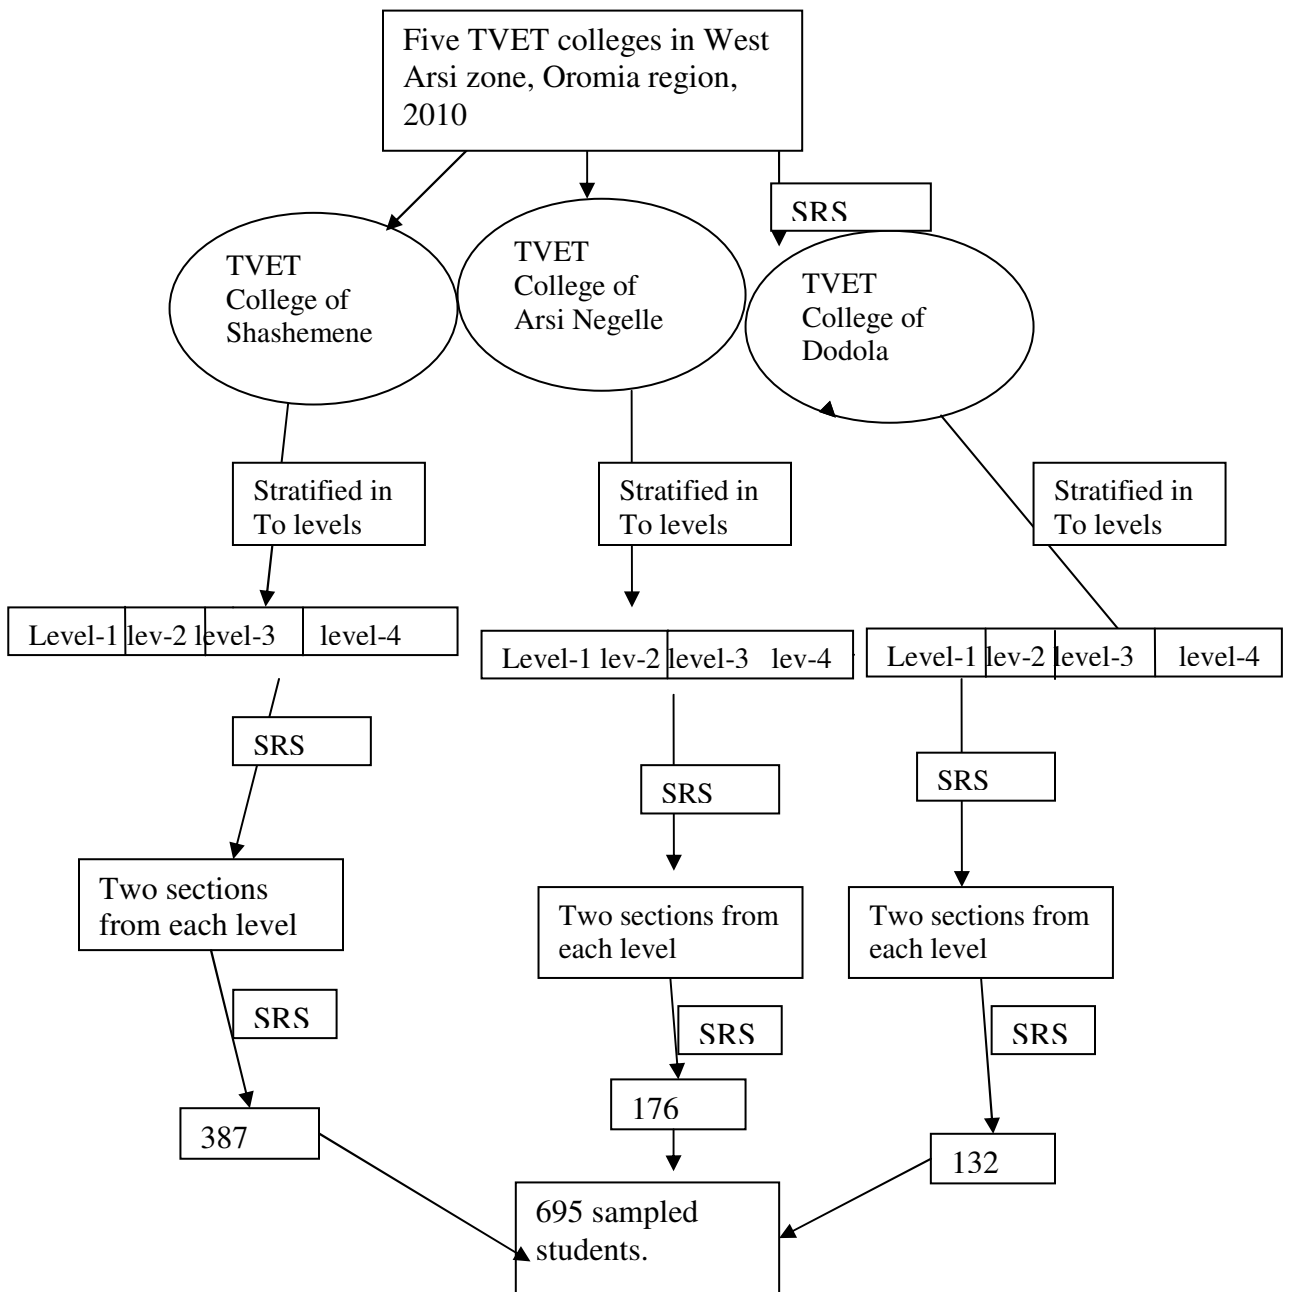 Five TVET colleges in West
Arsi zone, Oromia region,
2010
SRS
TVET
College of
Shashemene
TVET
College of
Arsi Negelle
TVET
College of
Dodola
Stratified in
To levels
Stratified in
To levels
Stratified in
To levels
Level-1 lev-2 level-3 level-4
Level-1 lev-2 level-3 lev-4
Level-1 lev-2 level-3 level-4
SRS
SRS
SRS
Two sections
from each level
Two sections from
each level
Two sections from
each level
SRS
SRS
SRS
387
176
132
695 sampled
students.